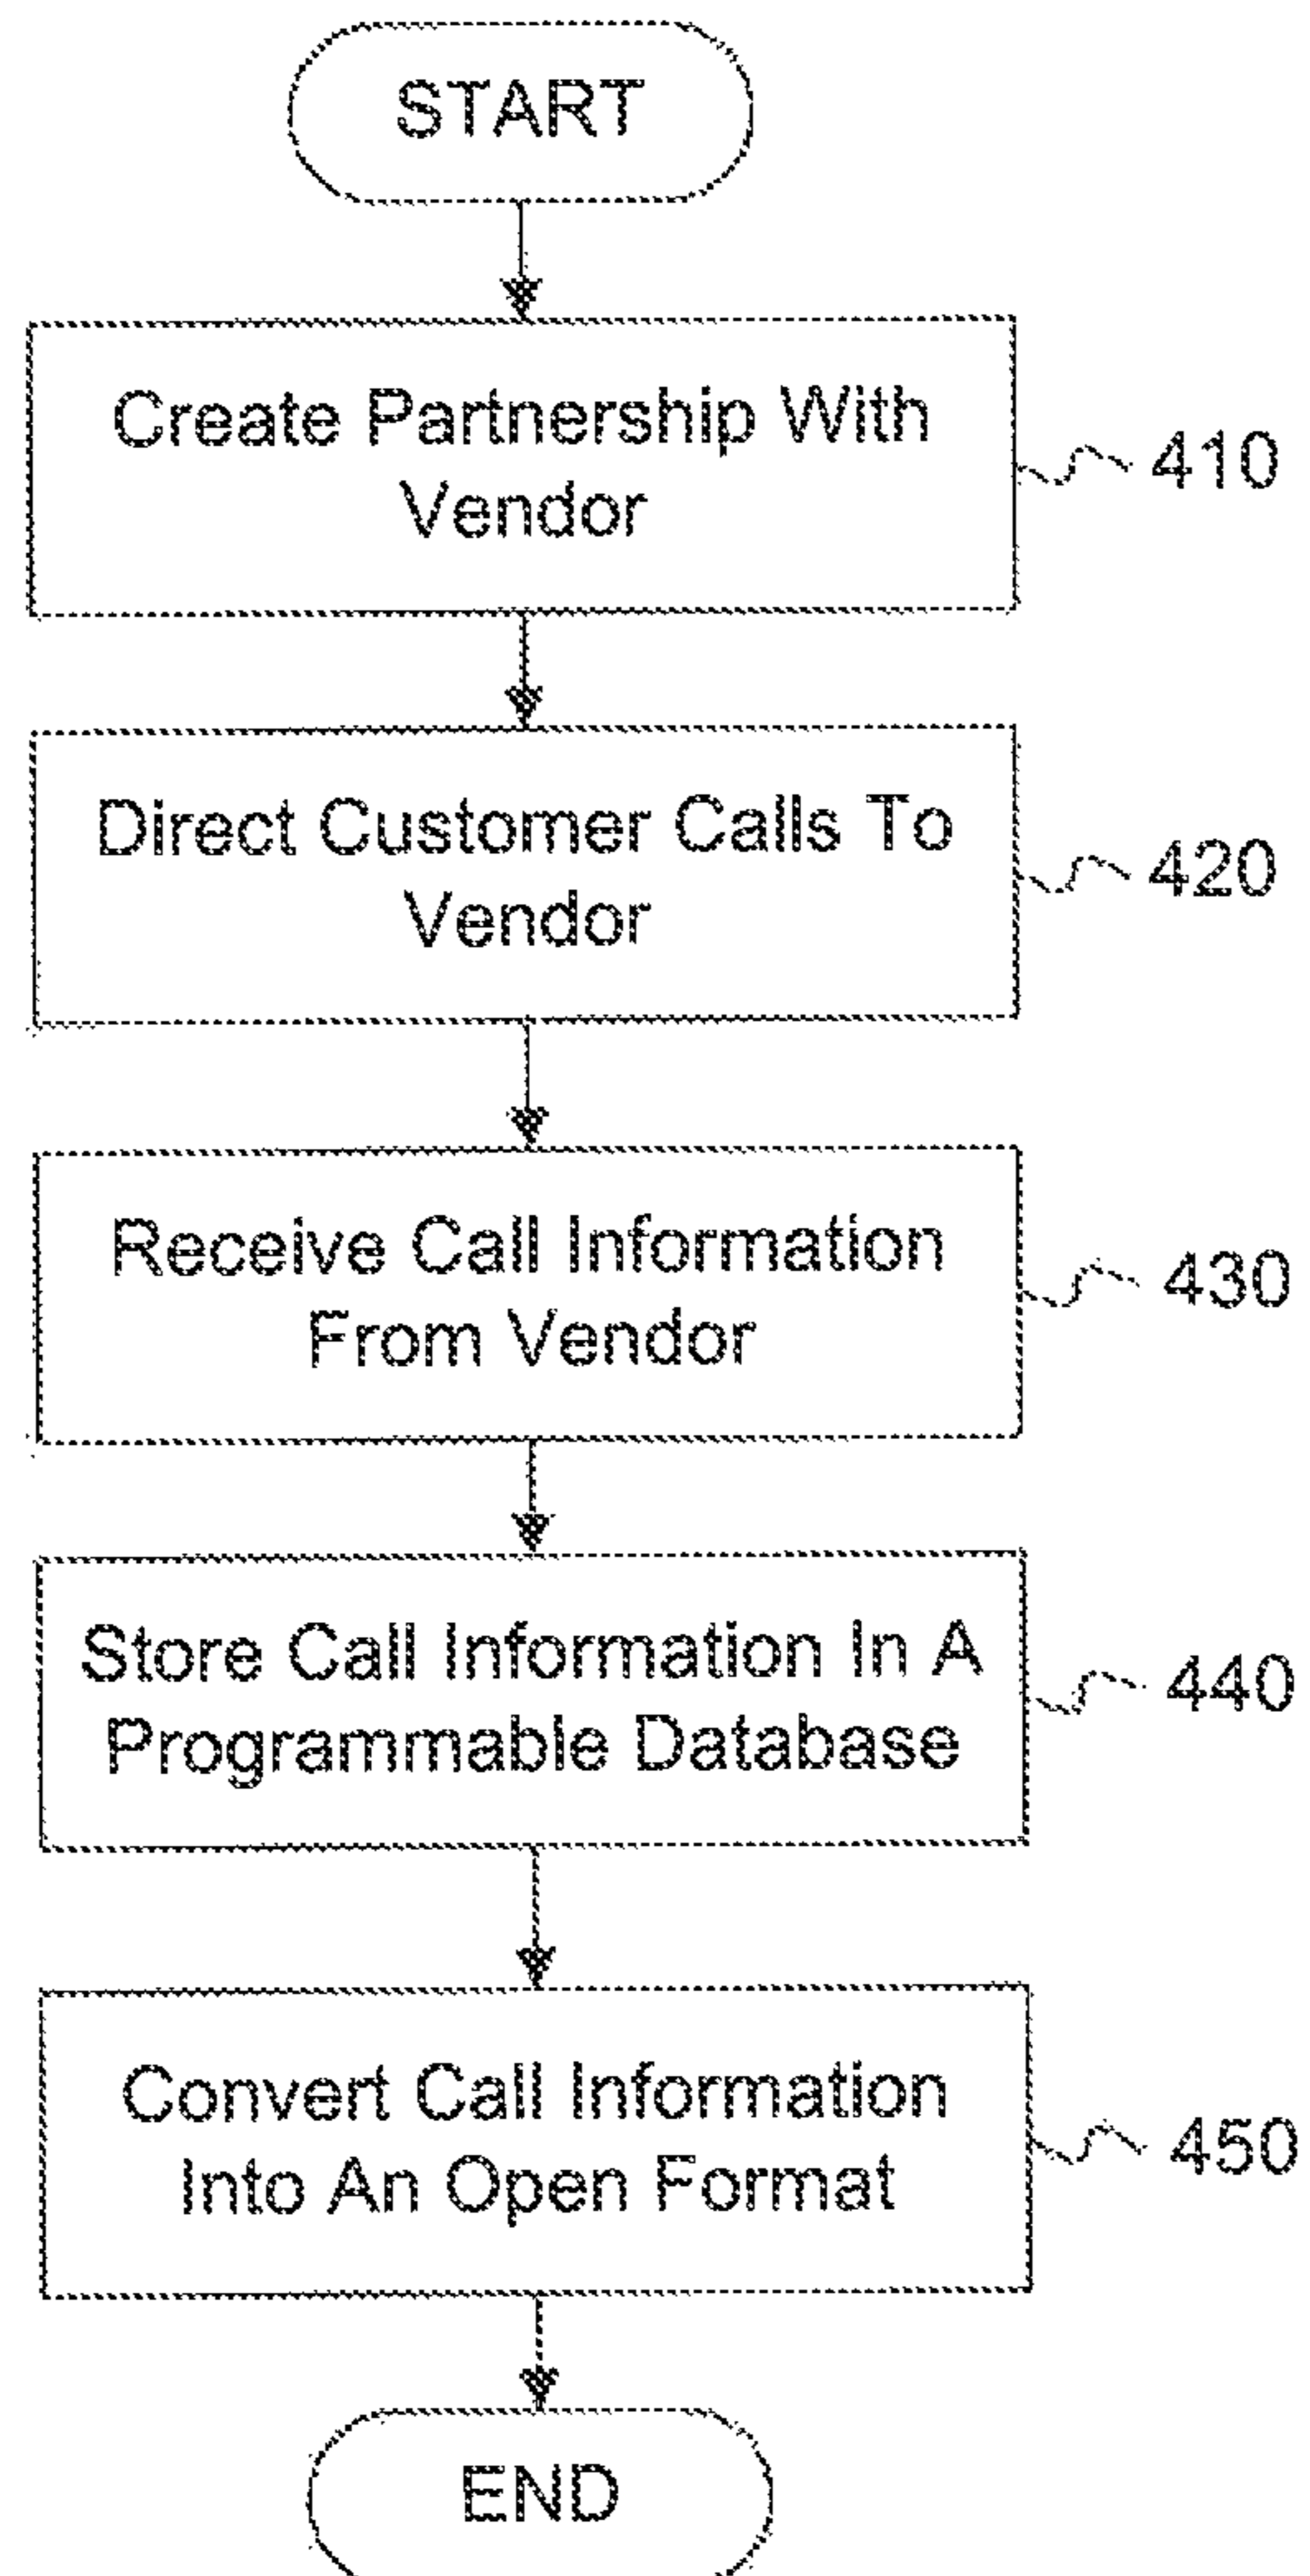 START
Create Partnership With
Vendor
410
Direct Customer Calls To
Vendor
420
Receive Call Information
From Vendor
430
Store Call Information In A
Programmable Database
440
Convert Call Information
Into An Open Format
450
END